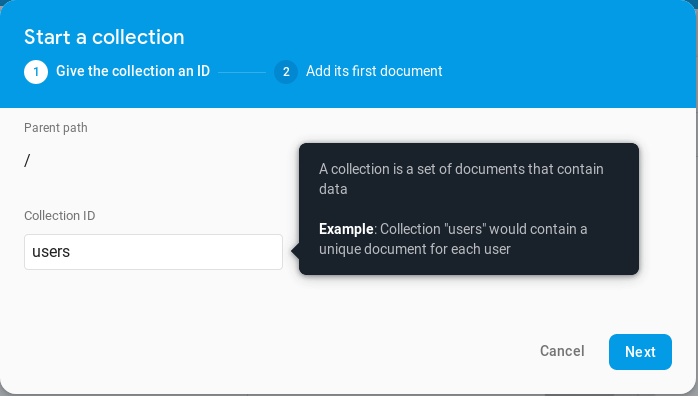 Start a collection
1 Give the collection an ID 2 Add its first document
Parent path
/
A collection is a set of documents that contain
data
Example: Collection "users" would contain a
unique document for each user
Collection ID
users
Cancel Next